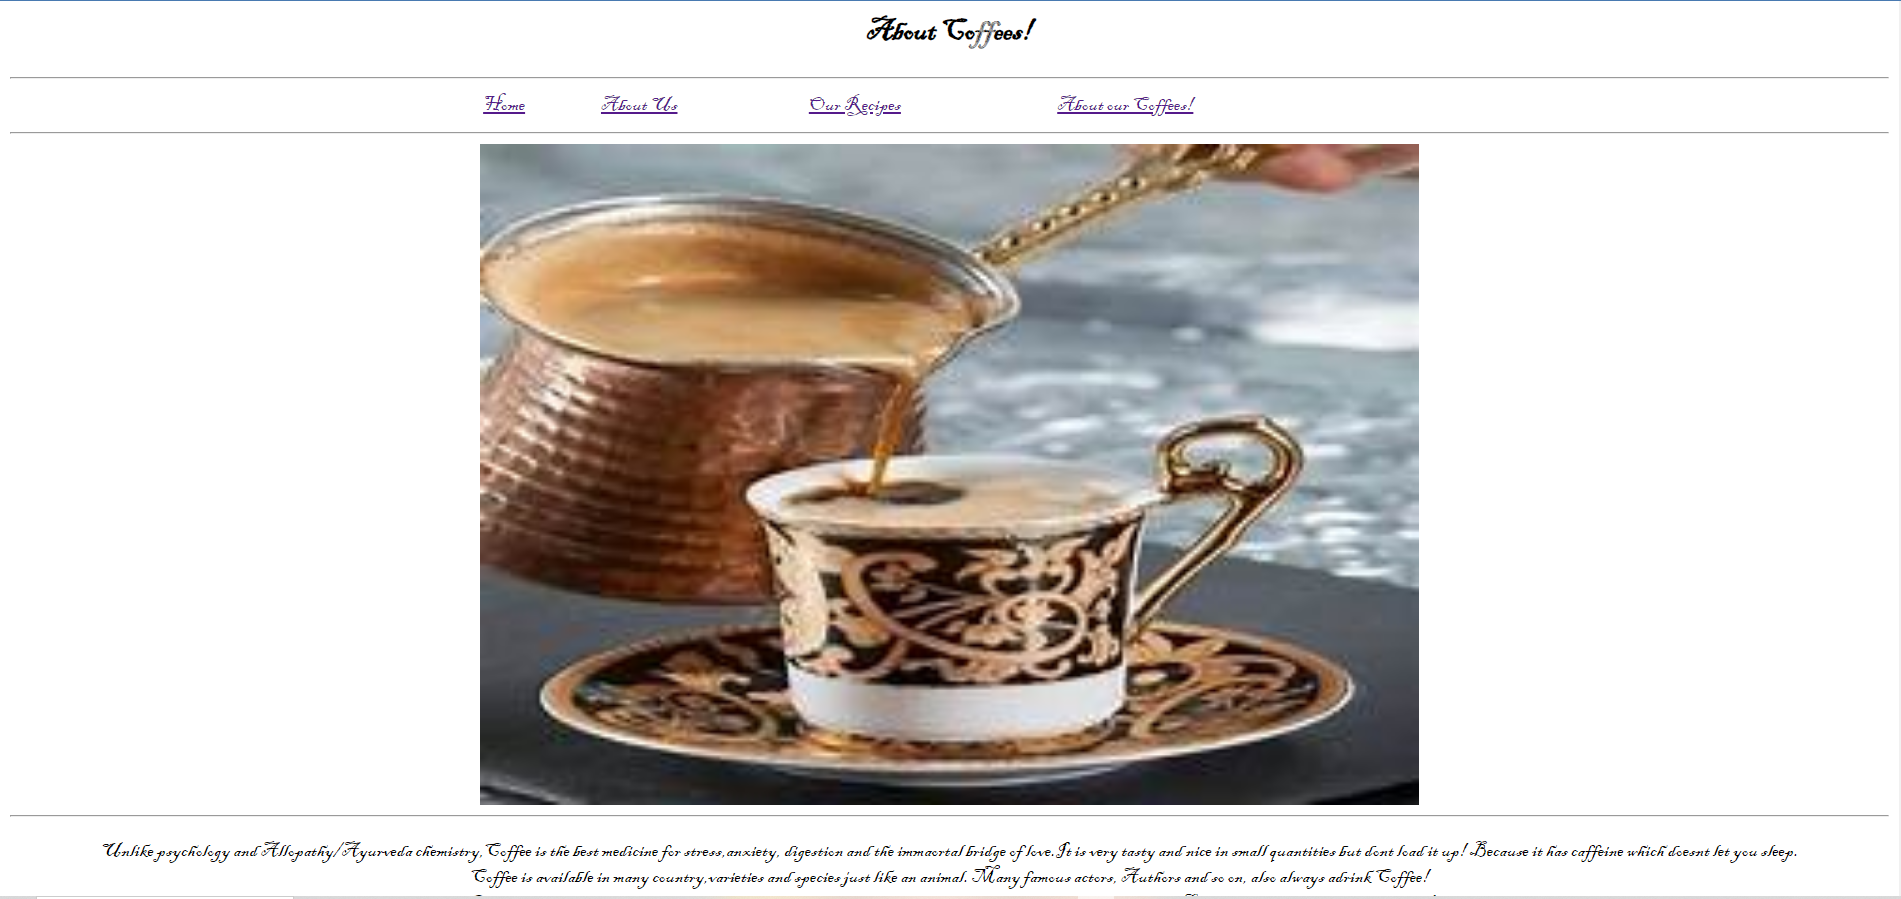 About Coffees!
Home About Us Our Recipes About our Coffees!
Unlike psychology and Allopathy/Ayurveda chemistry, Coffee is the best medicine for stress,anxiety, digestion and the immaortal bridge of love. It is very tasty and nice in small quantities but dont load it up! Because it has caffeine which doesnt let you sleep.
Coffee is available in many country,varieties and species just like an animal. Many famous actors, Authors and so on, also always adrink Coffee!